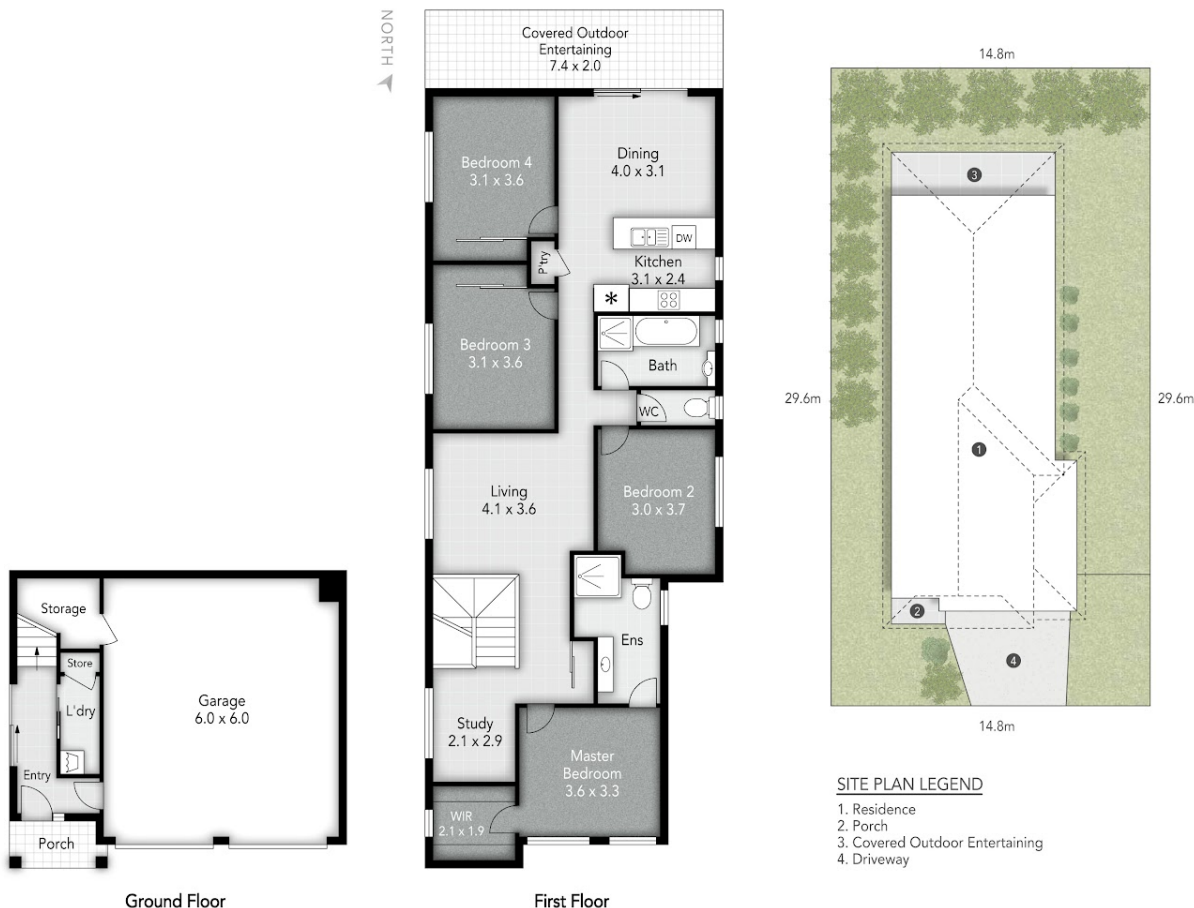 Storage
Store
L'dry
Garage
6.0 x 6.0
Entry
Porch
Ground Floor
NORTH
Covered Outdoor
Entertaining
7.4 x 2.0
Bedroom 4
3.1 x 3.6
Dining
4.0 x 3.1
DW
P'try
Kitchen
3.1 x 2.4
*
Bedroom 3
3.1 x 3.6
Bath
WC
Living
4.1 x 3.6
Bedroom 2
3.0 x 3.7
Ens
Study
2.1 x 2.9
Master
Bedroom
3.6 x 3.3
WIR
2.1 x 1.9
First Floor
14.8m
3
29.6m
29.6m
1
2
4
14.8m
SITE PLAN LEGEND
1. Residence
2. Porch
3. Covered Outdoor Entertaining
4. Driveway